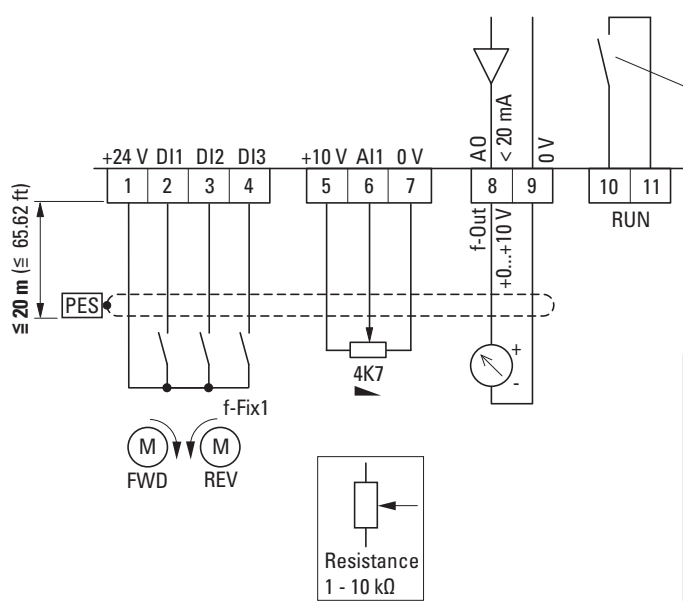 AO
< 20 mA
0 V
+24 V DI1 DI2 DI3
+10 V AI1 0 V
1 2 3 4
5 6 7
8 9
10 11
RUN
f-Out
+0...+10 V
≦ 20 m (≦ 65.62 ft)
PES
+
-
4K7
f-Fix1
M M
FWD REV
Resistance
1 - 10 kΩ